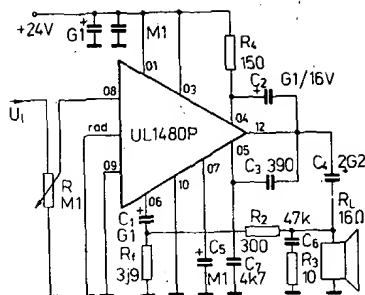 +24V
G1
M1
R4
150
C2
G1/16V
01
03
04
08
UI
rad
UL1480P
12
05
09
C3
390
C4
2G2
R
M1
06
10
07
C1
G1
RL
16Ω
R2
300
47k
C6
Rf
3j9
C5
M1
C7
4k7
R3
10